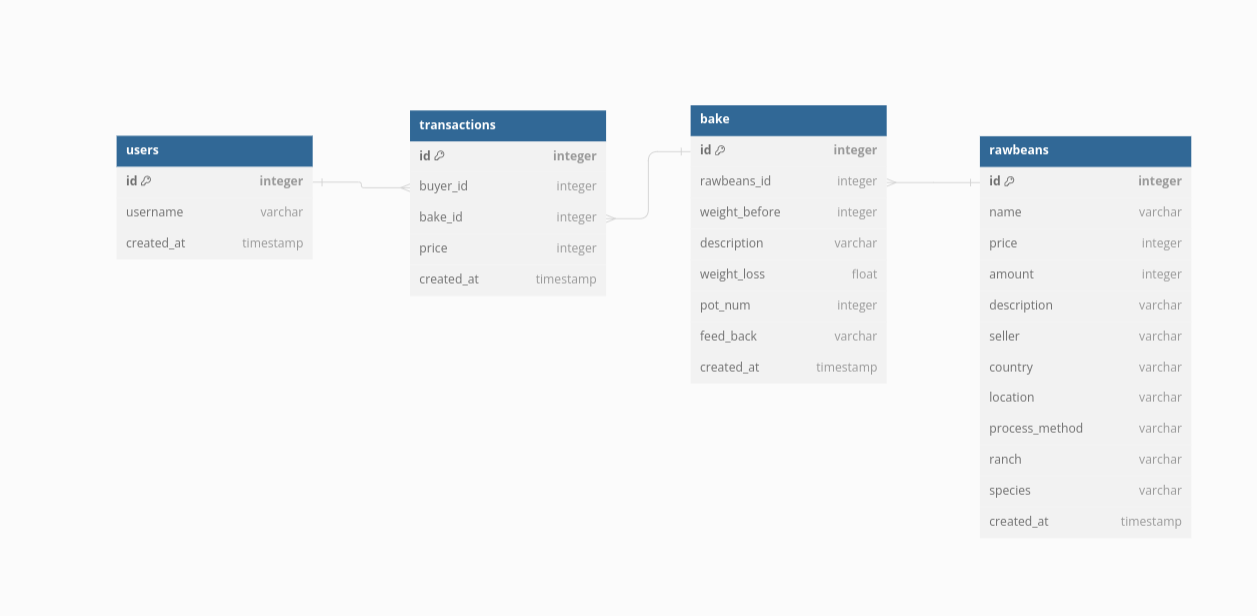 users
id integer
username varchar
created_at timestamp
transactions
id integer
buyer_id integer
bake_id integer
price integer
created_at timestamp
bake
id integer
rawbeans_id integer
weight_before integer
description varchar
weight_loss float
pot_num integer
feed_back varchar
created_at timestamp
rawbeans
id integer
name varchar
price integer
amount integer
description varchar
seller varchar
country varchar
location varchar
process_method varchar
ranch varchar
species varchar
created_at timestamp